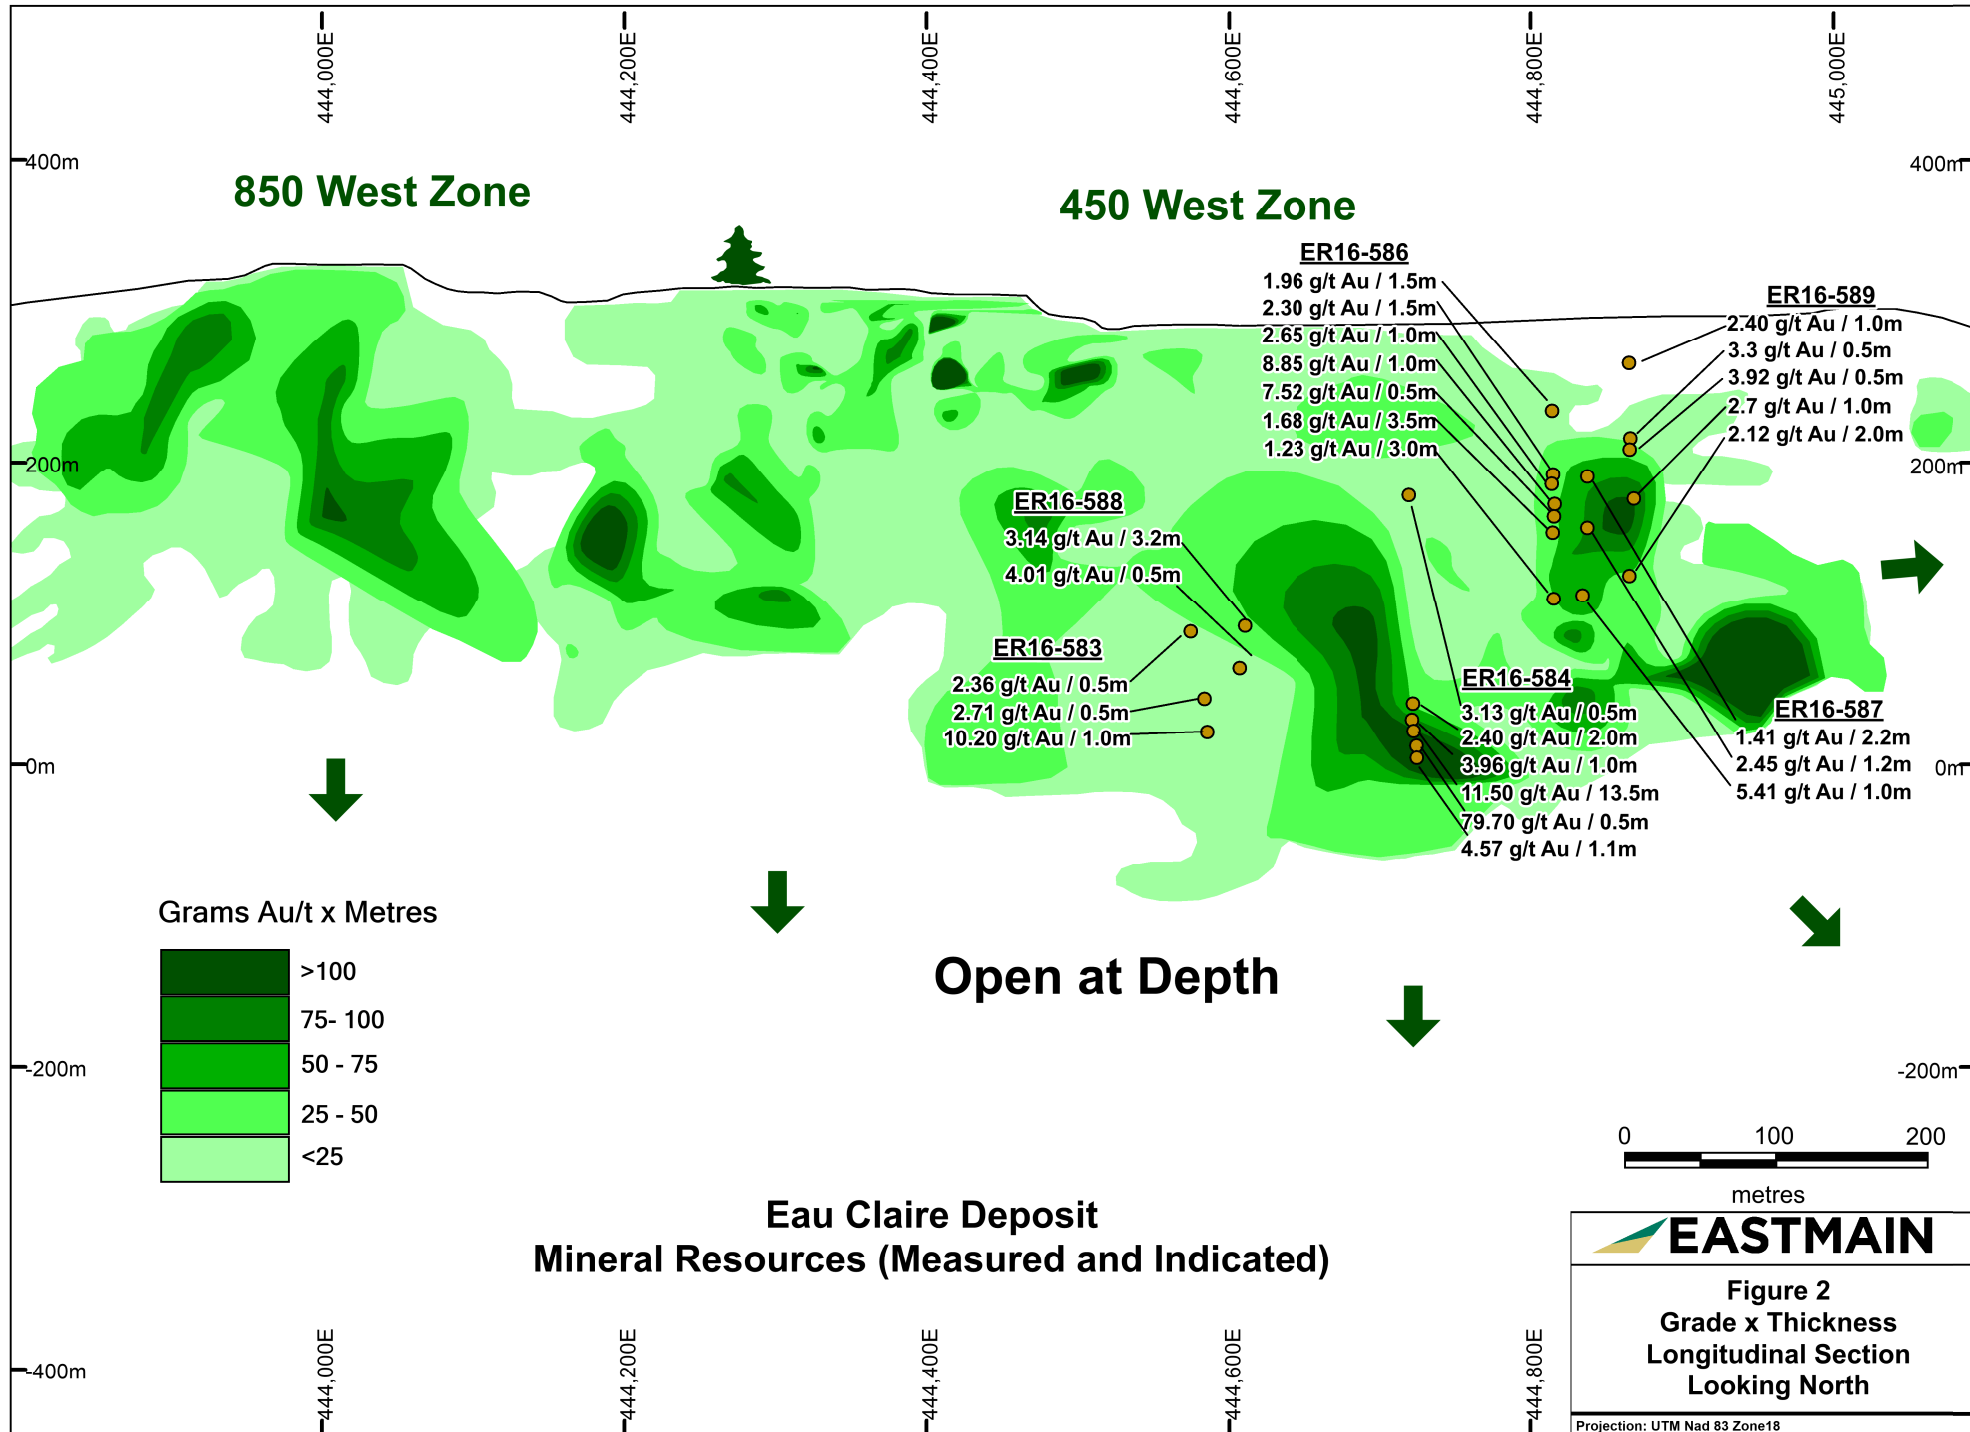 444,000E
444,200E
444,400E
444,600E
444,800E
445,000E
400m
400m
850 West Zone
450 West Zone
ER16-586
1.96 g/t Au / 1.5m
2.30 g/t Au / 1.5m
2.65 g/t Au / 1.0m
8.85 g/t Au / 1.0m
7.52 g/t Au / 0.5m
1.68 g/t Au / 3.5m
1.23 g/t Au / 3.0m
ER16-589
2.40 g/t Au / 1.0m
3.3 g/t Au / 0.5m
3.92 g/t Au / 0.5m
2.7 g/t Au / 1.0m
2.12 g/t Au / 2.0m
200m
200m
ER16-588
3.14 g/t Au / 3.2m
4.01 g/t Au / 0.5m
ER16-583
2.36 g/t Au / 0.5m
2.71 g/t Au / 0.5m
10.20 g/t Au / 1.0m
ER16-584
3.13 g/t Au / 0.5m
2.40 g/t Au / 2.0m
3.96 g/t Au / 1.0m
11.50 g/t Au / 13.5m
79.70 g/t Au / 0.5m
4.57 g/t Au / 1.1m
ER16-587
1.41 g/t Au / 2.2m
2.45 g/t Au / 1.2m
5.41 g/t Au / 1.0m
0m
0m
Grams Au/t x Metres
>100
75- 100
50 - 75
25 - 50
<25
Open at Depth
-200m
-200m
0 100 200
metres
Eau Claire Deposit
Mineral Resources (Measured and Indicated)
EASTMAIN
Figure 2
Grade x Thickness
Longitudinal Section
Looking North
Projection: UTM Nad 83 Zone18
-400m
444,000E
444,200E
444,400E
444,600E
444,800E